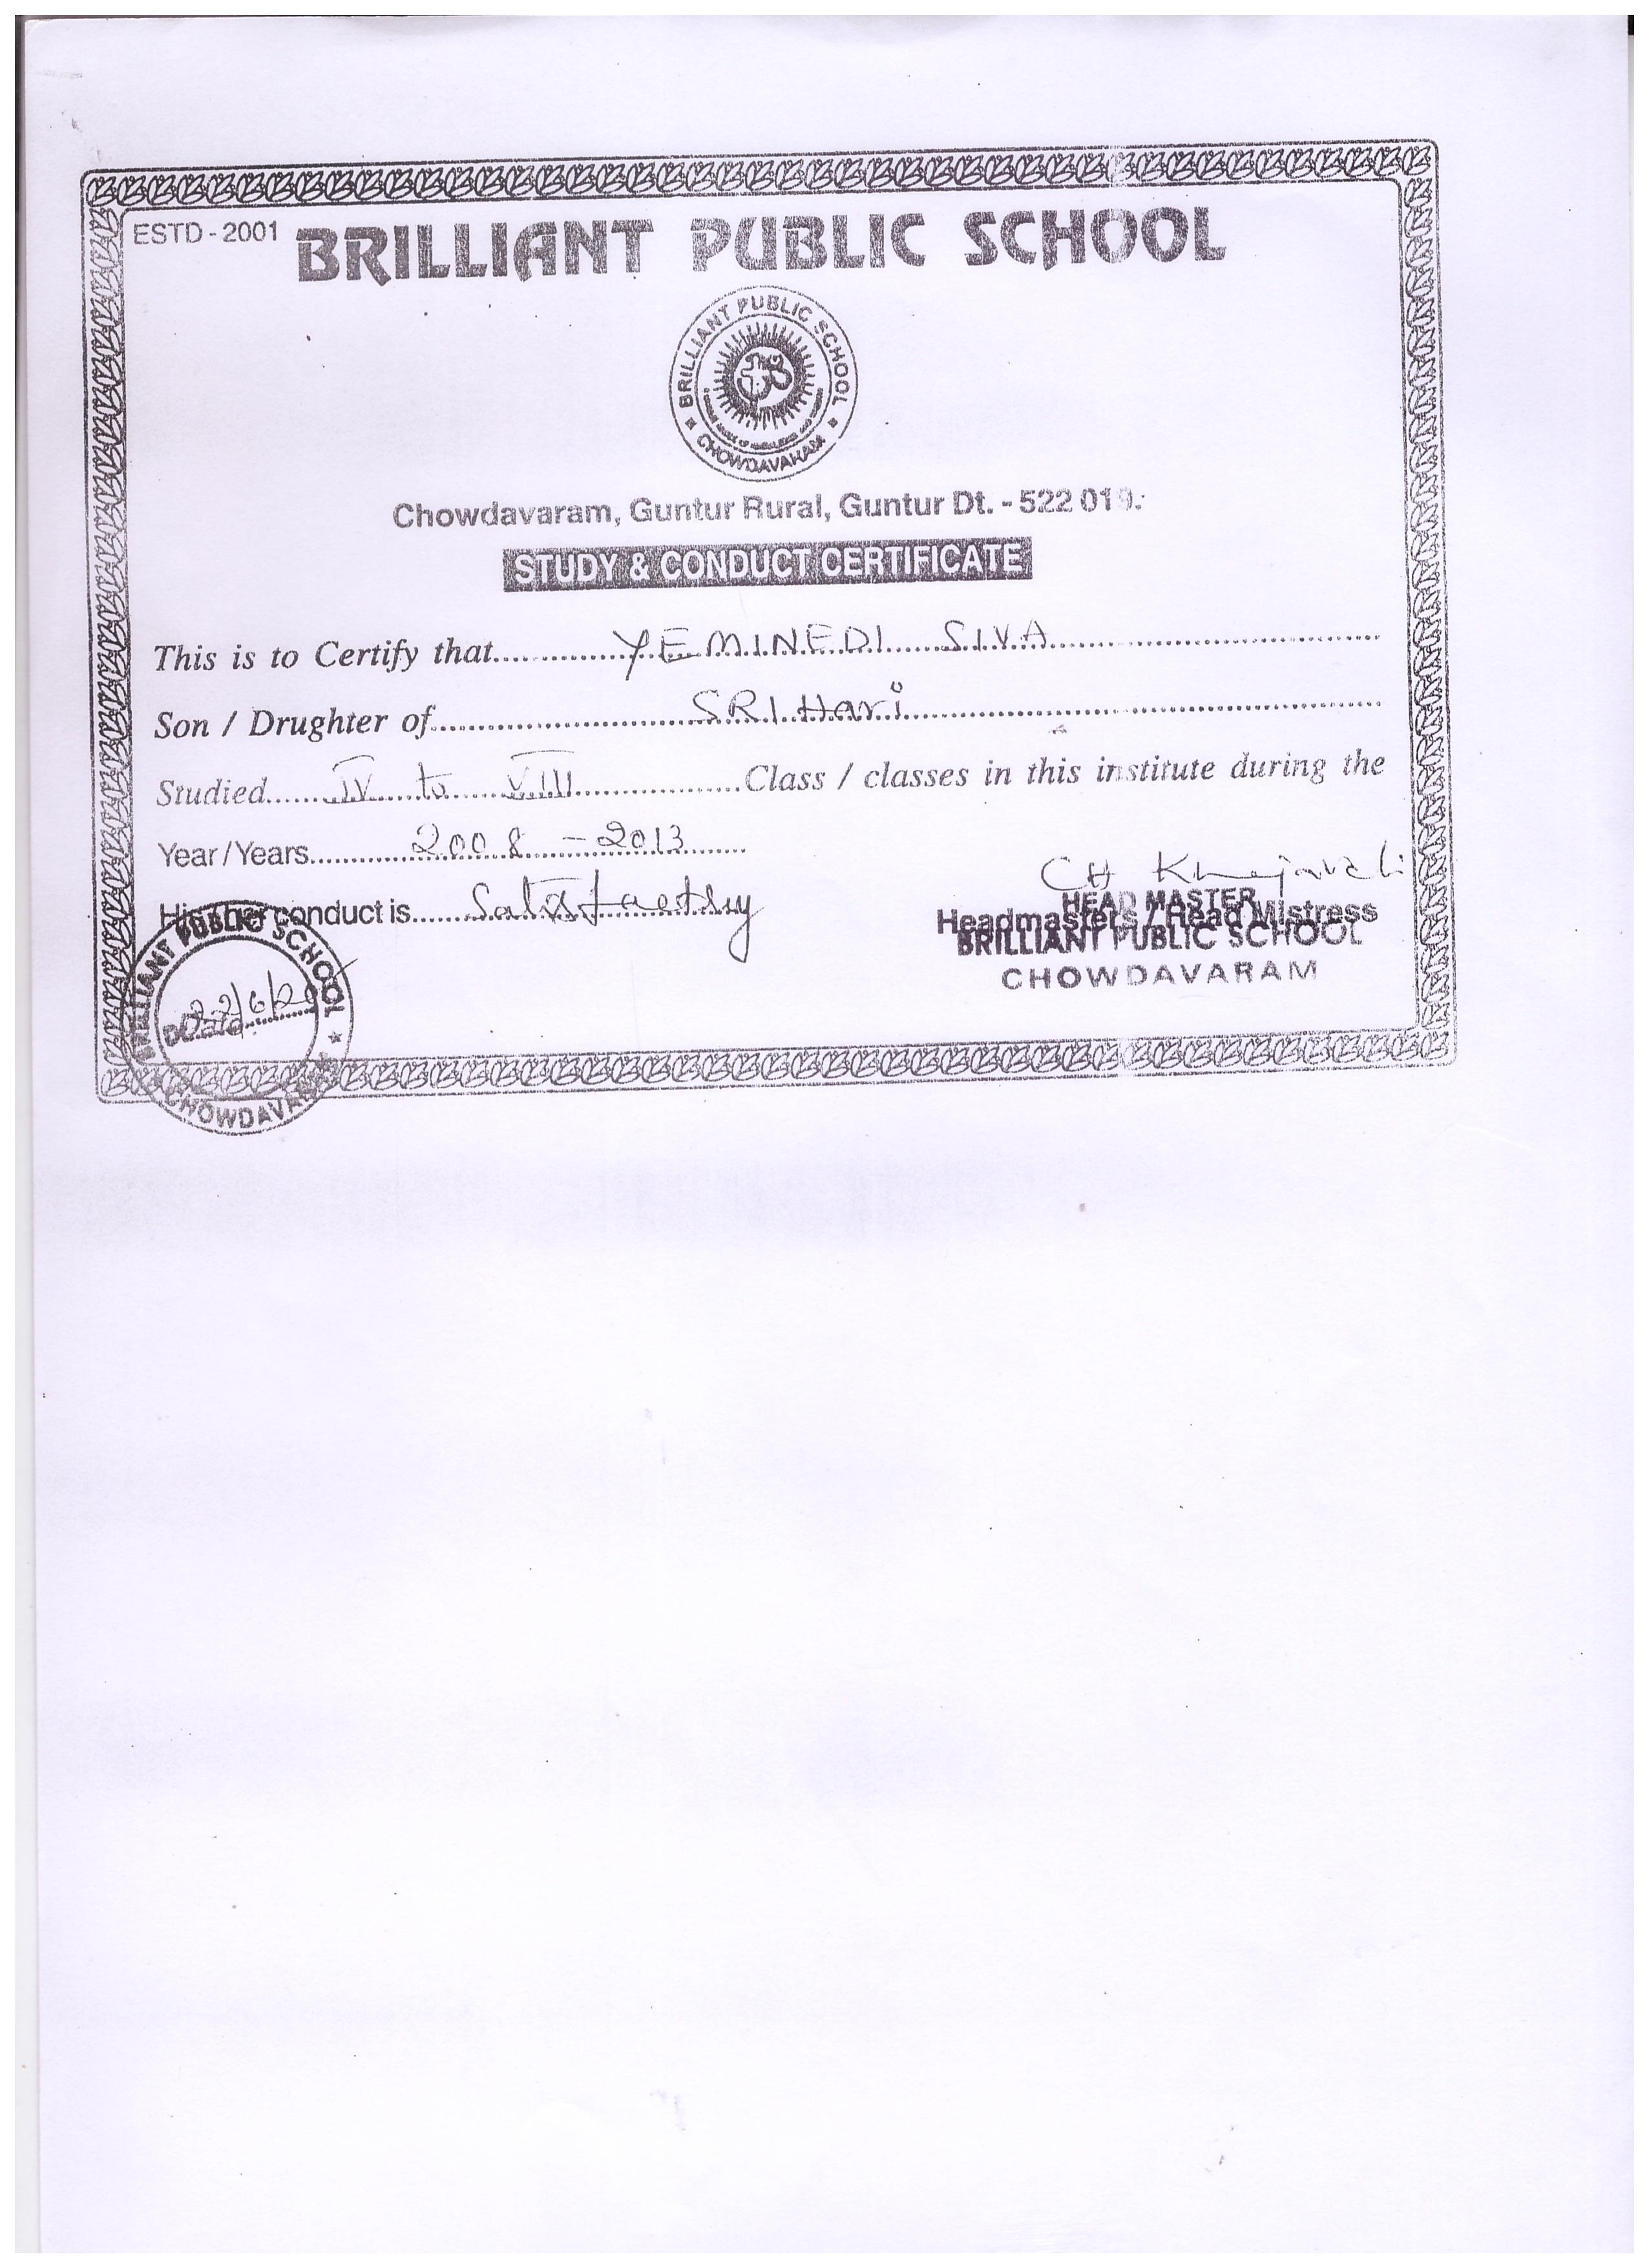 ESTD - 2001 BRILLIANT PUBLIC SCHOOL
BRILLIANT PUBLIC SCHOOL
CHOWDAVARAM
Chowdavaram, Guntur Rural, Guntur Dt. - 522 019.
STUDY & CONDUCT CERTIFICATE
This is to Certify that YEMINEDI SIVA
Son / Drughter of SRI Hari
Studied IV to VIII Class / classes in this institute during the
Year / Years 2008 - 2013
His/her conduct is
CH
HEAD MASTER
Headmasters / Head Mistress
BRILLIANT PUBLIC SCHOOL
CHOWDAVARAM
BRILLIANT PUBLIC SCHOOL
22/6/20
CHOWDAVARAM